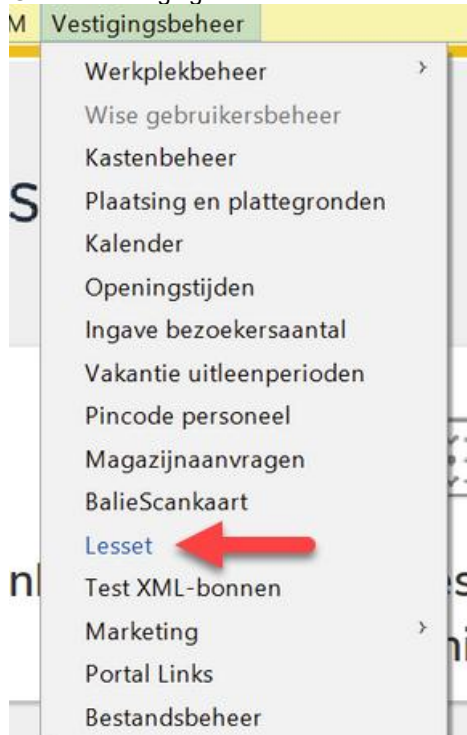 M Vestigingsbeheer
Werkplekbeheer
Wise gebruikersbeheer
Kastenbeheer
Plaatsing en plattegronden
Kalender
Openingstijden
Ingave bezoekersaantal
Vakantie uitleenperioden
Pincode personeel
Magazijnaanvragen
BalieScankaart
Lesset
Test XML-bonnen
Marketing
Portal Links
Bestandsbeheer